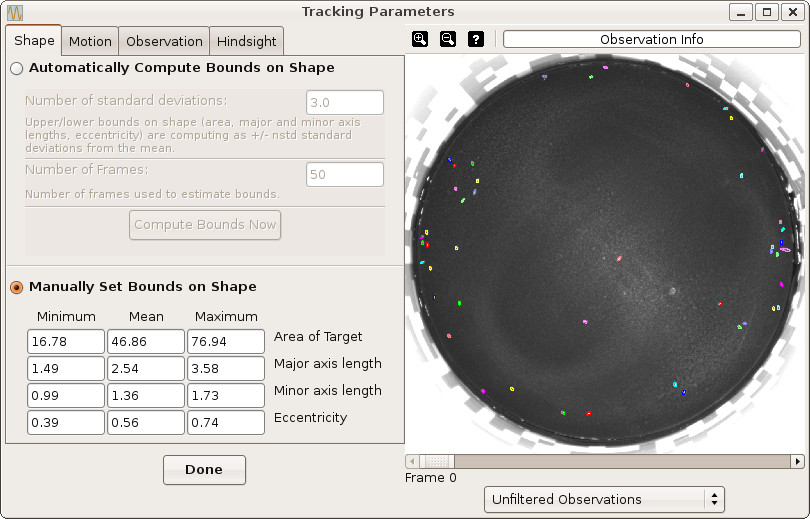 Tracking Parameters
Shape Motion Observation Hindsight
Observation Info
Automatically Compute Bounds on Shape
Number of standard deviations: 3.0
Upper/lower bounds on shape (area, major and minor axis
lengths, eccentricity) are computing as +/- nstd standard
deviations from the mean.
Number of Frames: 50
Number of frames used to estimate bounds.
Compute Bounds Now
Manually Set Bounds on Shape
Minimum Mean Maximum
16.78 46.86 76.94 Area of Target
1.49 2.54 3.58 Major axis length
0.99 1.36 1.73 Minor axis length
0.39 0.56 0.74 Eccentricity
Done
Frame 0
Unfiltered Observations